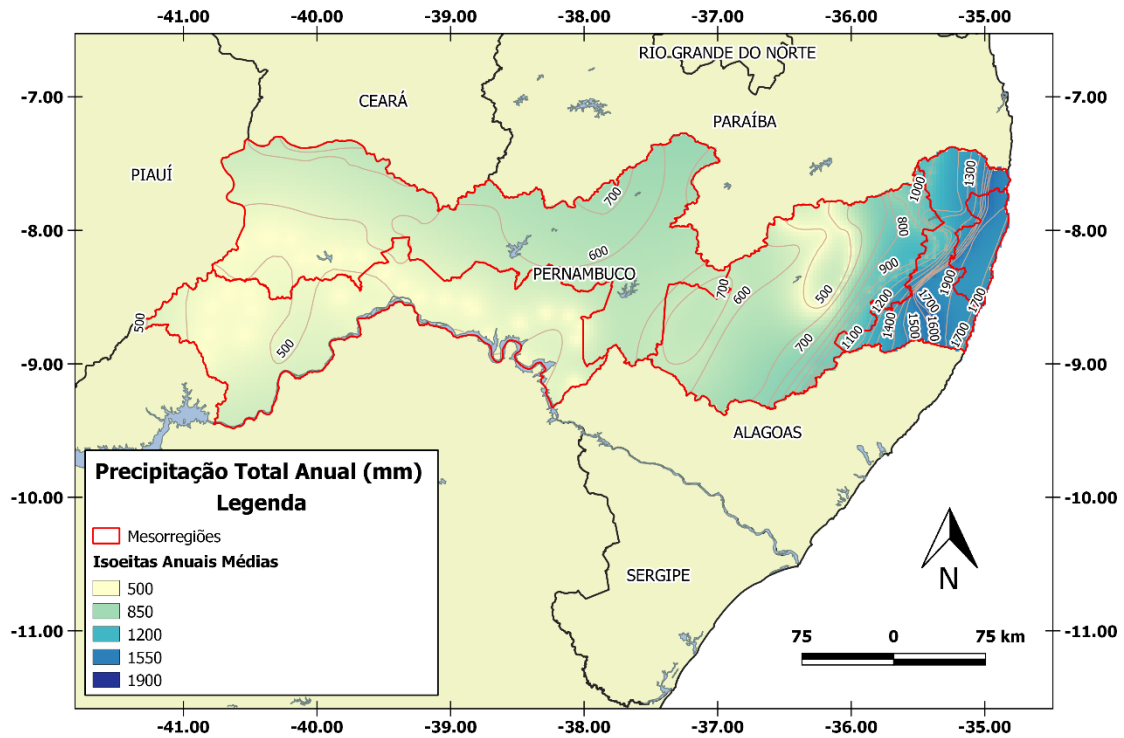 -41.00 -40.00 -39.00 -38.00 -37.00 -36.00 -35.00
RIO GRANDE DO NORTE
-7.00 -7.00
CEARÁ
PARAÍBA
PIAUÍ
1300
1000
700
800
-8.00 -8.00
600
900
PERNAMBUCO
700
600
500
1900
1700
1200
1700
500
1400
1500
1600
500
700
1100
1700
-9.00 -9.00
ALAGOAS
Precipitação Total Anual (mm)
Legenda
Mesorregiões
Isoeitas Anuais Médias
500
850
1200
1550
1900
-10.00 -10.00
N
SERGIPE
-11.00 -11.00
75 0 75 km
-41.00 -40.00 -39.00 -38.00 -37.00 -36.00 -35.00